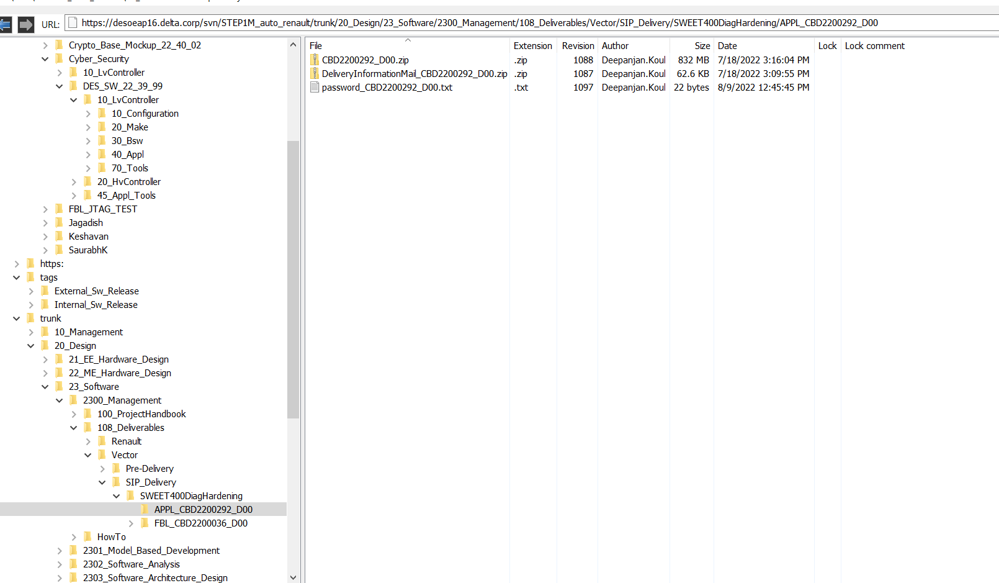 URL: https://desoeap16.delta.corp/svn/STEP1M_auto_renault/trunk/20_Design/23_Software/2300_Management/108_Deliverables/Vector/SIP_Delivery/SWEET400DiagHardening/APPL_CBD2200292_D00
Crypto_Base_Mockup_22_40_02
Cyber_Security
10_LvController
DES_SW_22_39_99
10_LvController
10_Configuration
20_Make
30_Bsw
40_Appl
70_Tools
20_HvController
45_Appl_Tools
FBL_JTAG_TEST
Jagadish
Keshavan
SaurabhK
https:
tags
External_Sw_Release
Internal_Sw_Release
trunk
10_Management
20_Design
21_EE_Hardware_Design
22_ME_Hardware_Design
23_Software
2300_Management
100_ProjectHandbook
108_Deliverables
Renault
Vector
Pre-Delivery
SIP_Delivery
SWEET400DiagHardening
APPL_CBD2200292_D00
FBL_CBD2200036_D00
HowTo
2301_Model_Based_Development
2302_Software_Analysis
2303_Software_Architecture_Design
File Extension Revision Author Size Date Lock Lock comment
CBD2200292_D00.zip .zip 1088 Deepanjan.Koul 832 MB 7/18/2022 3:16:04 PM
DeliveryInformationMail_CBD2200292_D00.zip .zip 1087 Deepanjan.Koul 62.6 KB 7/18/2022 3:09:55 PM
password_CBD2200292_D00.txt .txt 1097 Deepanjan.Koul 22 bytes 8/9/2022 12:45:45 PM